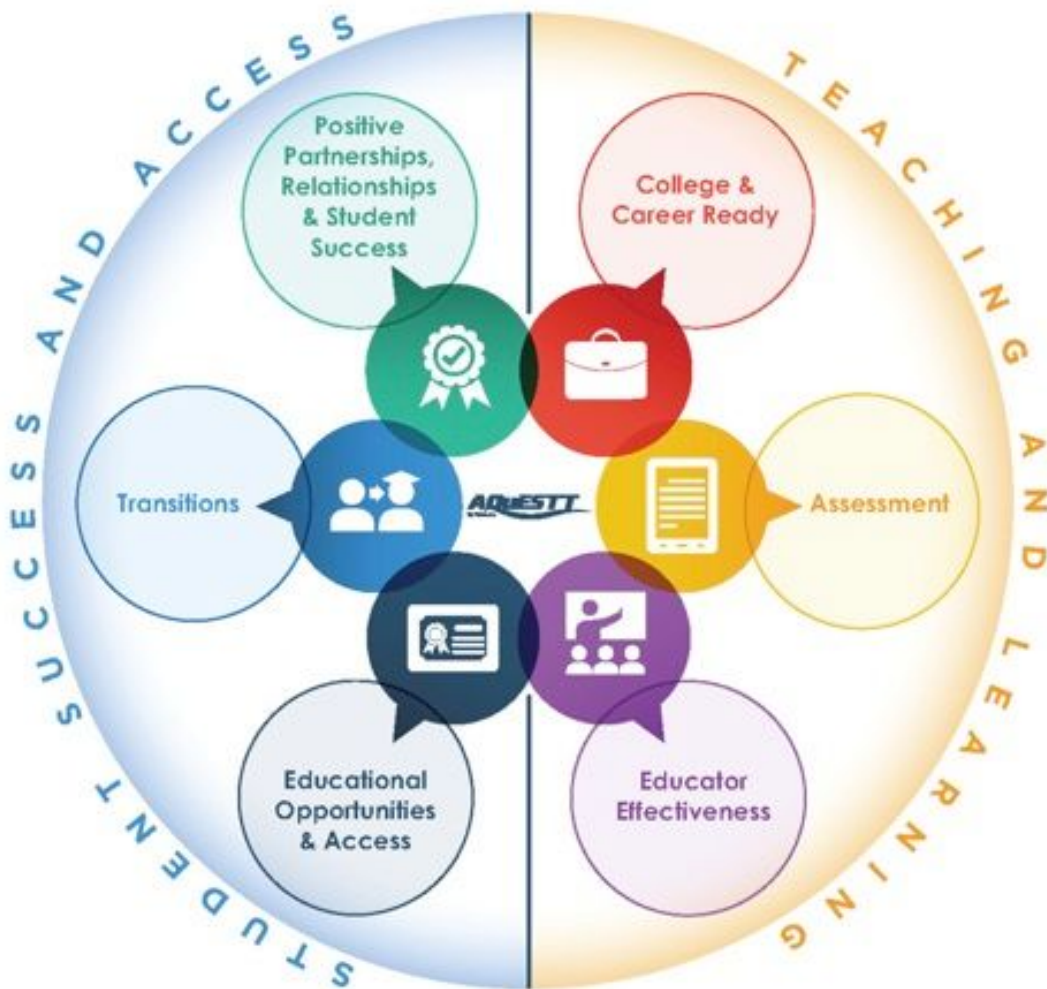 STUDENT SUCCESS AND ACCESS
TEACHING AND LEARNING
Positive
Partnerships,
Relationships
& Student
Success
College &
Career Ready
Transitions
AQuESTT
Assessment
Educational
Opportunities
& Access
Educator
Effectiveness